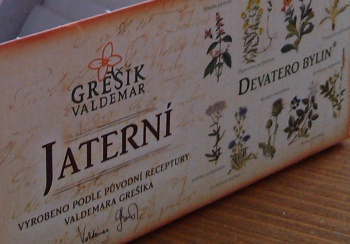 GREŠÍK
VALDEMAR
JATERNÍ
DEVATERO BYLIN®
VYROBENO PODLE PŮVODNÍ RECEPTURY
VALDEMARA GREŠÍKA